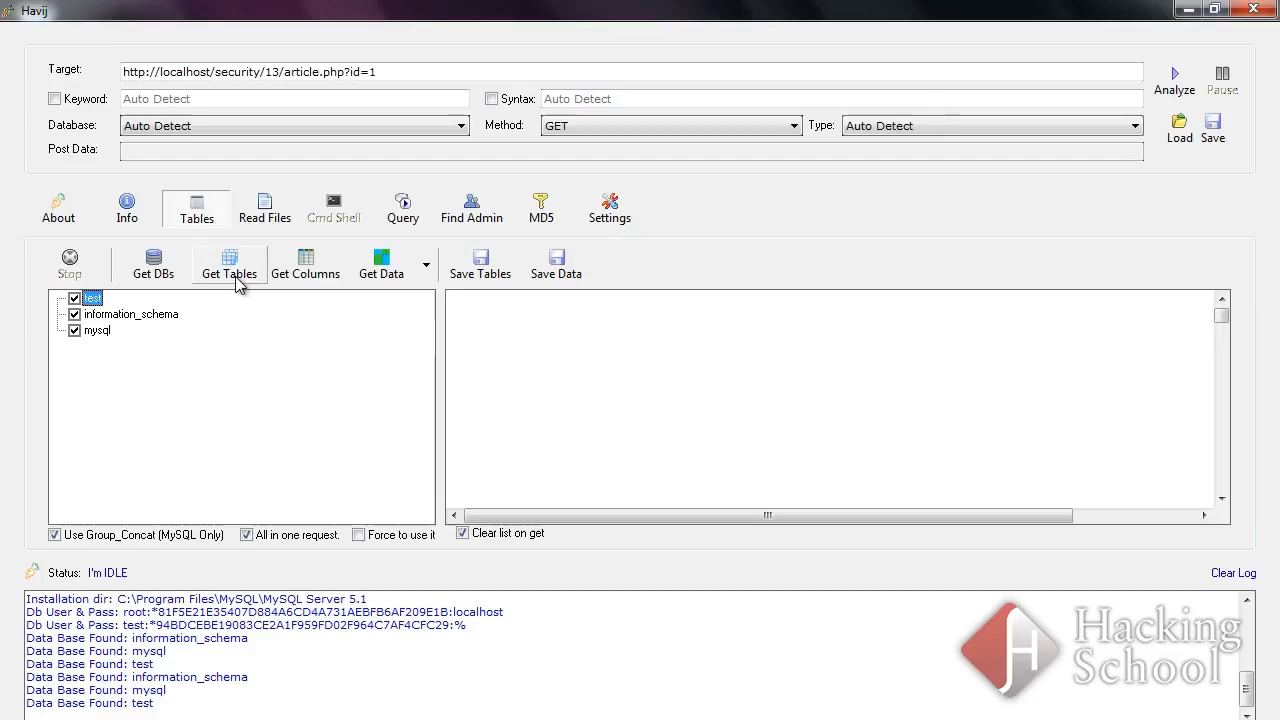 Havij
Target: http://localhost/security/13/article.php?id=1
Keyword: Auto Detect Syntax: Auto Detect Analyze Pause
Database: Auto Detect Method: GET Type: Auto Detect
Post Data: Load Save
About Info Tables Read Files Cmd Shell Query Find Admin MD5 Settings
Stop Get DBs Get Tables Get Columns Get Data Save Tables Save Data
test
information_schema
mysql
Use Group_Concat (MySQL Only) All in one request. Force to use it Clear list on get
Status: I'm IDLE Clear Log
Installation dir: C:\Program Files\MySQL\MySQL Server 5.1
Db User & Pass: root:*81F5E21E35407D884A6CD4A731AEBFB6AF209E1B:localhost
Db User & Pass: test:*94BDCEBE19083CE2A1F959FD02F964C7AF4CFC29:%
Data Base Found: information_schema
Data Base Found: mysql
Data Base Found: test
Data Base Found: information_schema
Data Base Found: mysql
Data Base Found: test
Hacking
School